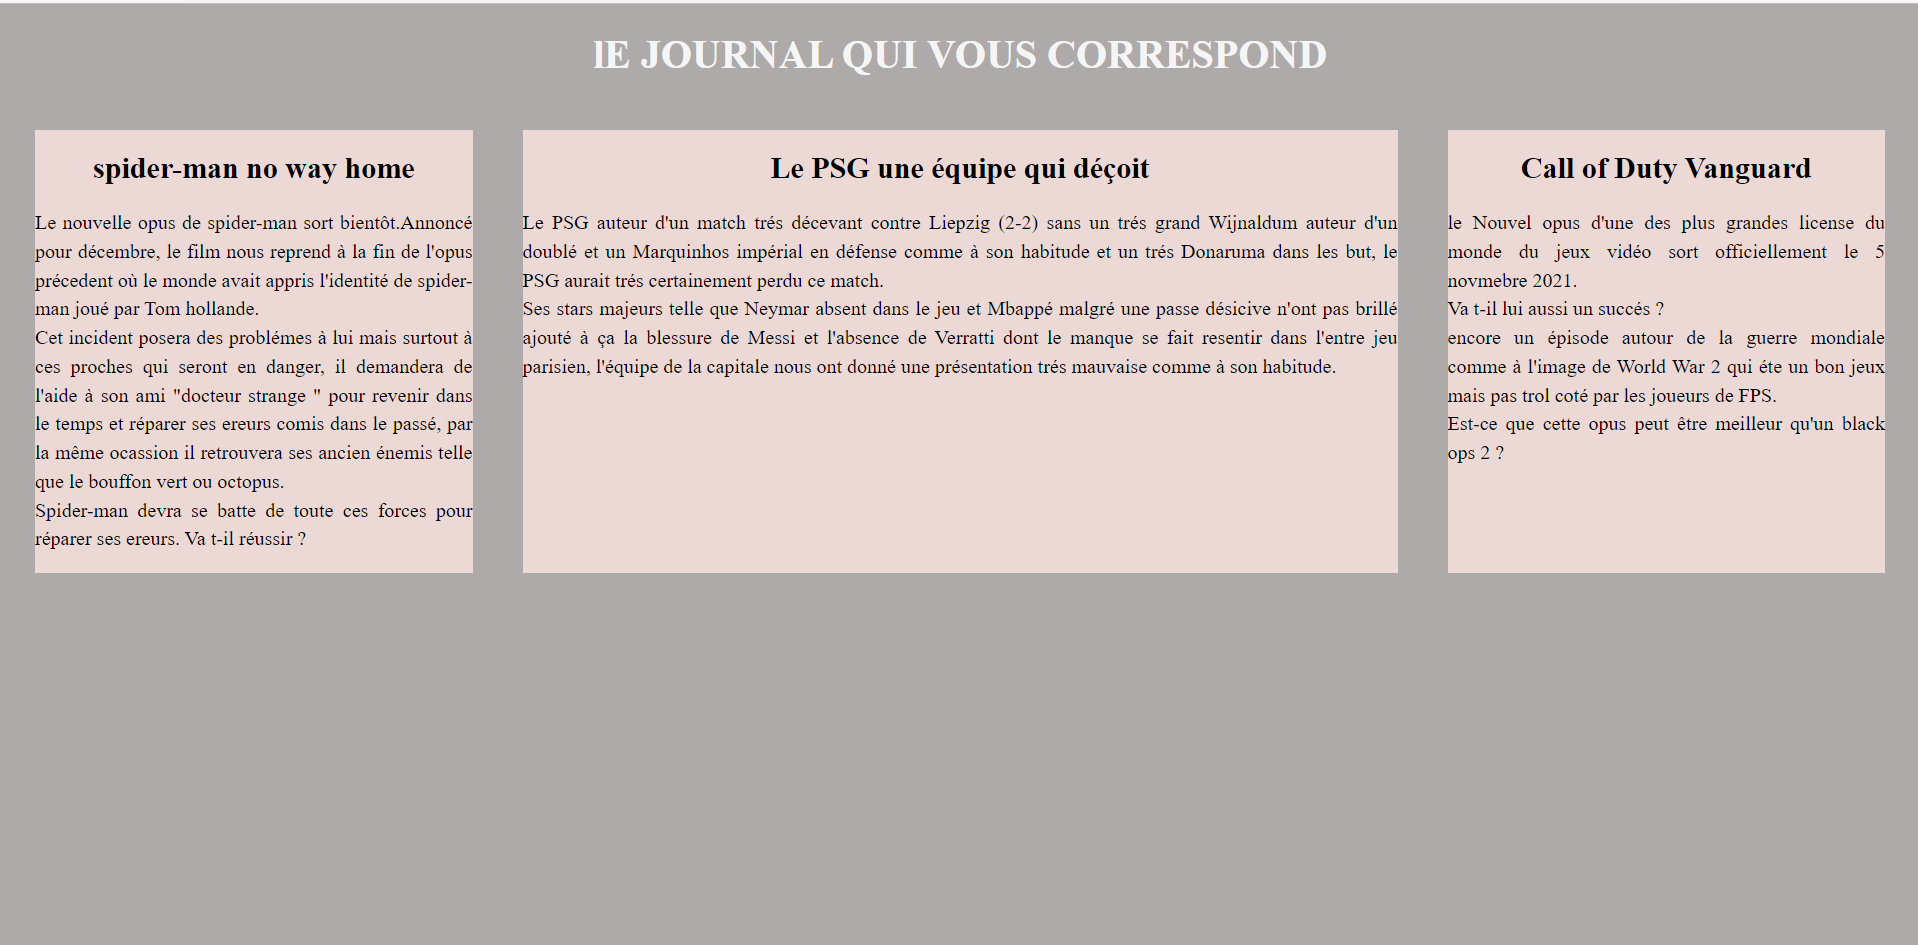 lE JOURNAL QUI VOUS CORRESPOND
spider-man no way home
Le nouvelle opus de spider-man sort bientôt.Annoncé
pour décembre, le film nous reprend à la fin de l'opus
précedent où le monde avait appris l'identité de spider-
man joué par Tom hollande.
Cet incident posera des problémes à lui mais surtout à
ces proches qui seront en danger, il demandera de
l'aide à son ami "docteur strange " pour revenir dans
le temps et réparer ses ereurs comis dans le passé, par
la même ocassion il retrouvera ses ancien énemis telle
que le bouffon vert ou octopus.
Spider-man devra se batte de toute ces forces pour
réparer ses ereurs. Va t-il réussir ?
Le PSG une équipe qui déçoit
Le PSG auteur d'un match trés décevant contre Liepzig (2-2) sans un trés grand Wijnaldum auteur d'un
doublé et un Marquinhos impérial en défense comme à son habitude et un trés Donaruma dans les but, le
PSG aurait trés certainement perdu ce match.
Ses stars majeurs telle que Neymar absent dans le jeu et Mbappé malgré une passe désicive n'ont pas brillé
ajouté à ça la blessure de Messi et l'absence de Verratti dont le manque se fait resentir dans l'entre jeu
parisien, l'équipe de la capitale nous ont donné une présentation trés mauvaise comme à son habitude.
Call of Duty Vanguard
le Nouvel opus d'une des plus grandes license du
monde du jeux vidéo sort officiellement le 5
novmebre 2021.
Va t-il lui aussi un succés ?
encore un épisode autour de la guerre mondiale
comme à l'image de World War 2 qui éte un bon jeux
mais pas trol coté par les joueurs de FPS.
Est-ce que cette opus peut être meilleur qu'un black
ops 2 ?